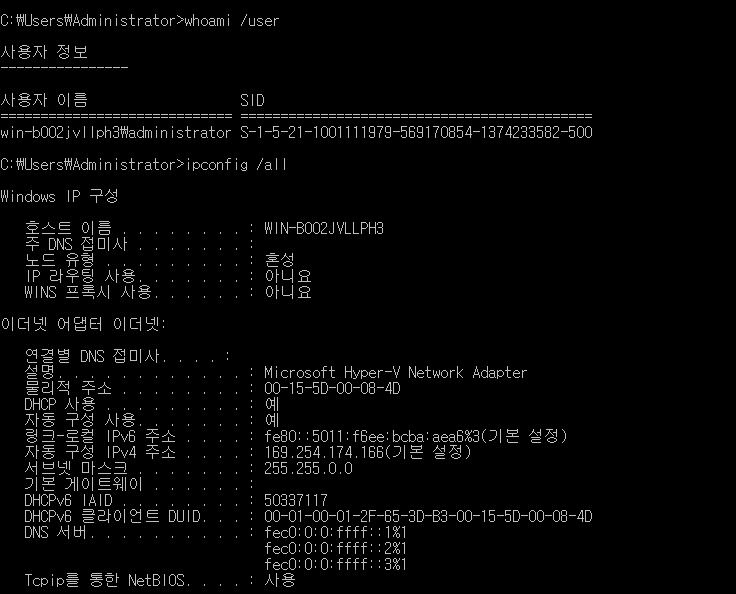 C:₩Users₩Administrator>whoami /user
사용자 정보
----------------
사용자 이름 SID
============================= ============================================
win-b002jvllph3₩administrator S-1-5-21-1001111979-569170854-1374233582-500
C:₩Users₩Administrator>ipconfig /all
Windows IP 구성
호스트 이름 . . . . . . . . : WIN-B002JVLLPH3
주 DNS 접미사 . . . . . . . :
노드 유형 . . . . . . . . . : 혼성
IP 라우팅 사용. . . . . . . : 아니요
WINS 프록시 사용. . . . . . : 아니요
이더넷 어댑터 이더넷:
연결별 DNS 접미사. . . . :
설명. . . . . . . . . . . . : Microsoft Hyper-V Network Adapter
물리적 주소 . . . . . . . . : 00-15-5D-00-08-4D
DHCP 사용 . . . . . . . . . : 예
자동 구성 사용. . . . . . . : 예
링크-로컬 IPv6 주소 . . . . : fe80::5011:f6ee:bcba:aea6%3(기본 설정)
자동 구성 IPv4 주소 . . . . : 169.254.174.166(기본 설정)
서브넷 마스크 . . . . . . . : 255.255.0.0
기본 게이트웨이 . . . . . . :
DHCPv6 IAID . . . . . . . . : 50337117
DHCPv6 클라이언트 DUID. . . : 00-01-00-01-2F-65-3D-B3-00-15-5D-00-08-4D
DNS 서버. . . . . . . . . . : fec0:0:0:ffff::1%1
fec0:0:0:ffff::2%1
fec0:0:0:ffff::3%1
Tcpip를 통한 NetBIOS. . . . : 사용